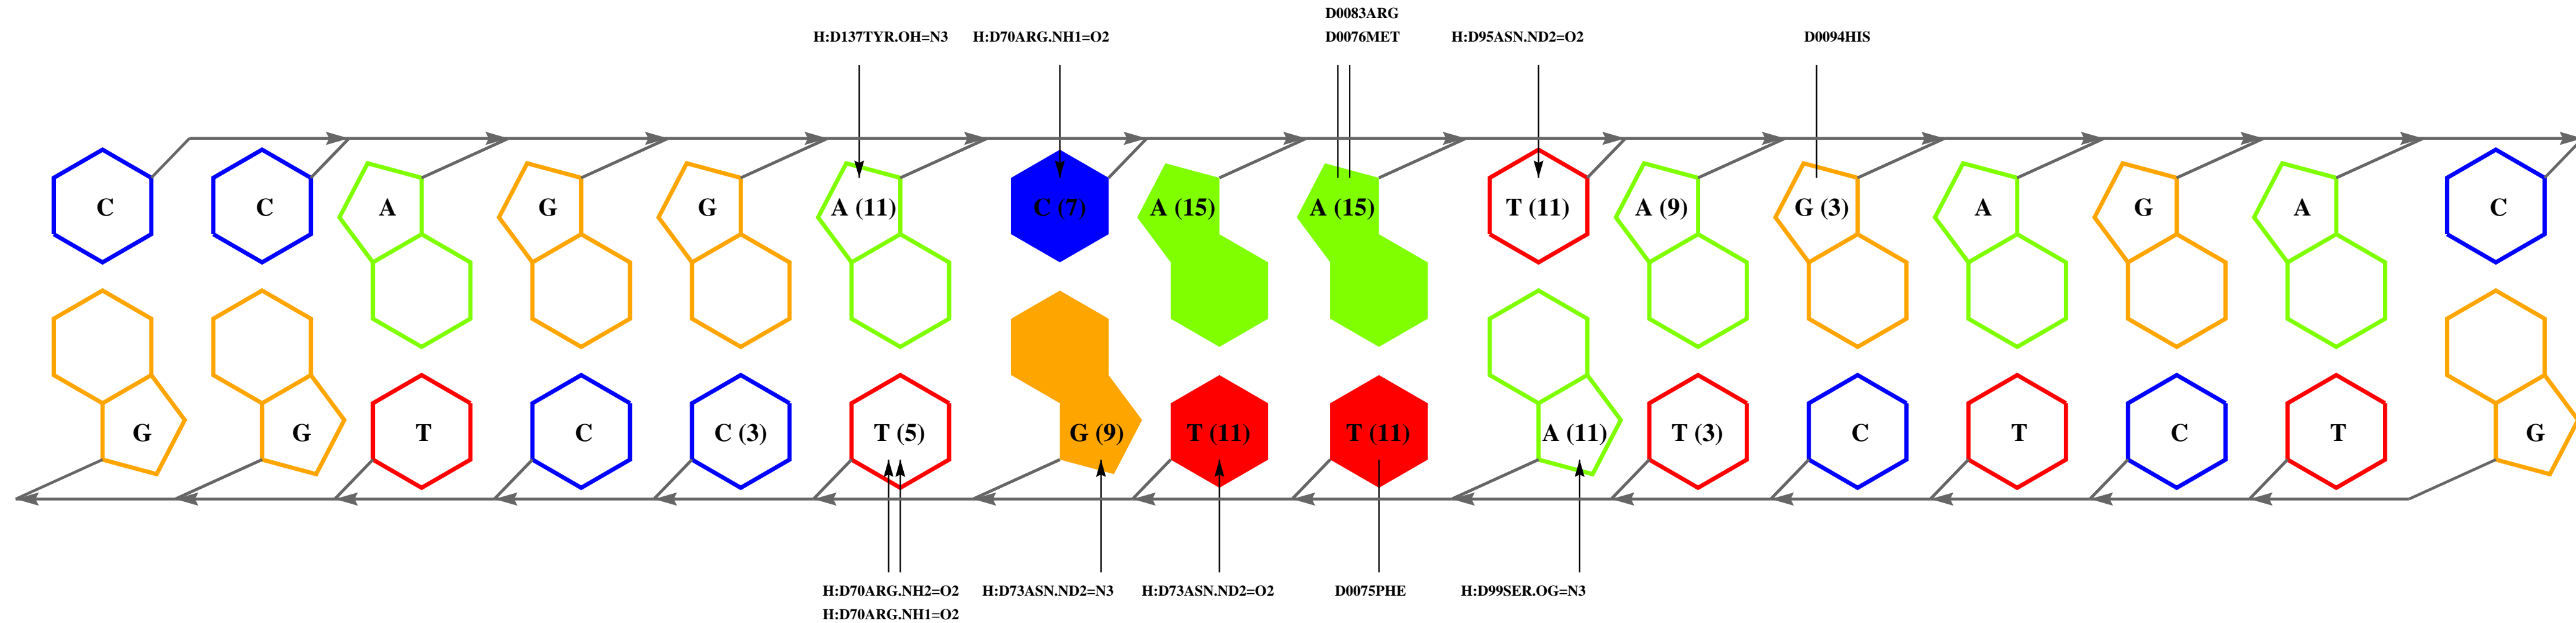 D0083ARG
H:D137TYR.OH=N3 H:D70ARG.NH1=O2 D0076MET H:D95ASN.ND2=O2 D0094HIS
C C A G G A (11) C (7) A (15) A (15) T (11) A (9) G (3) A G A C
G G T C C (3) T (5) G (9) T (11) T (11) A (11) T (3) C T C T G
H:D70ARG.NH2=O2 H:D73ASN.ND2=N3 H:D73ASN.ND2=O2 D0075PHE H:D99SER.OG=N3
H:D70ARG.NH1=O2